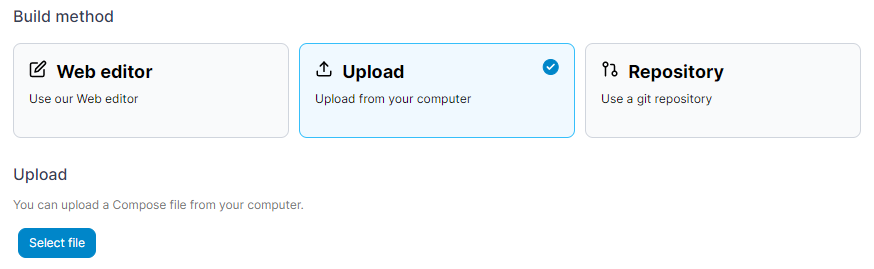 Build method
Web editor
Use our Web editor
Upload
Upload from your computer
Repository
Use a git repository
Upload
You can upload a Compose file from your computer.
Select file